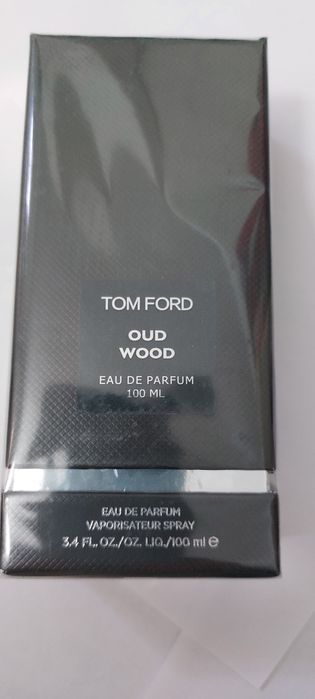 TOM FORD
OUD
WOOD
EAU DE PARFUM
100 ML
EAU DE PARFUM
VAPORISATEUR SPRAY
3.4 FL. OZ./OZ. LIQ./100 ml ℮